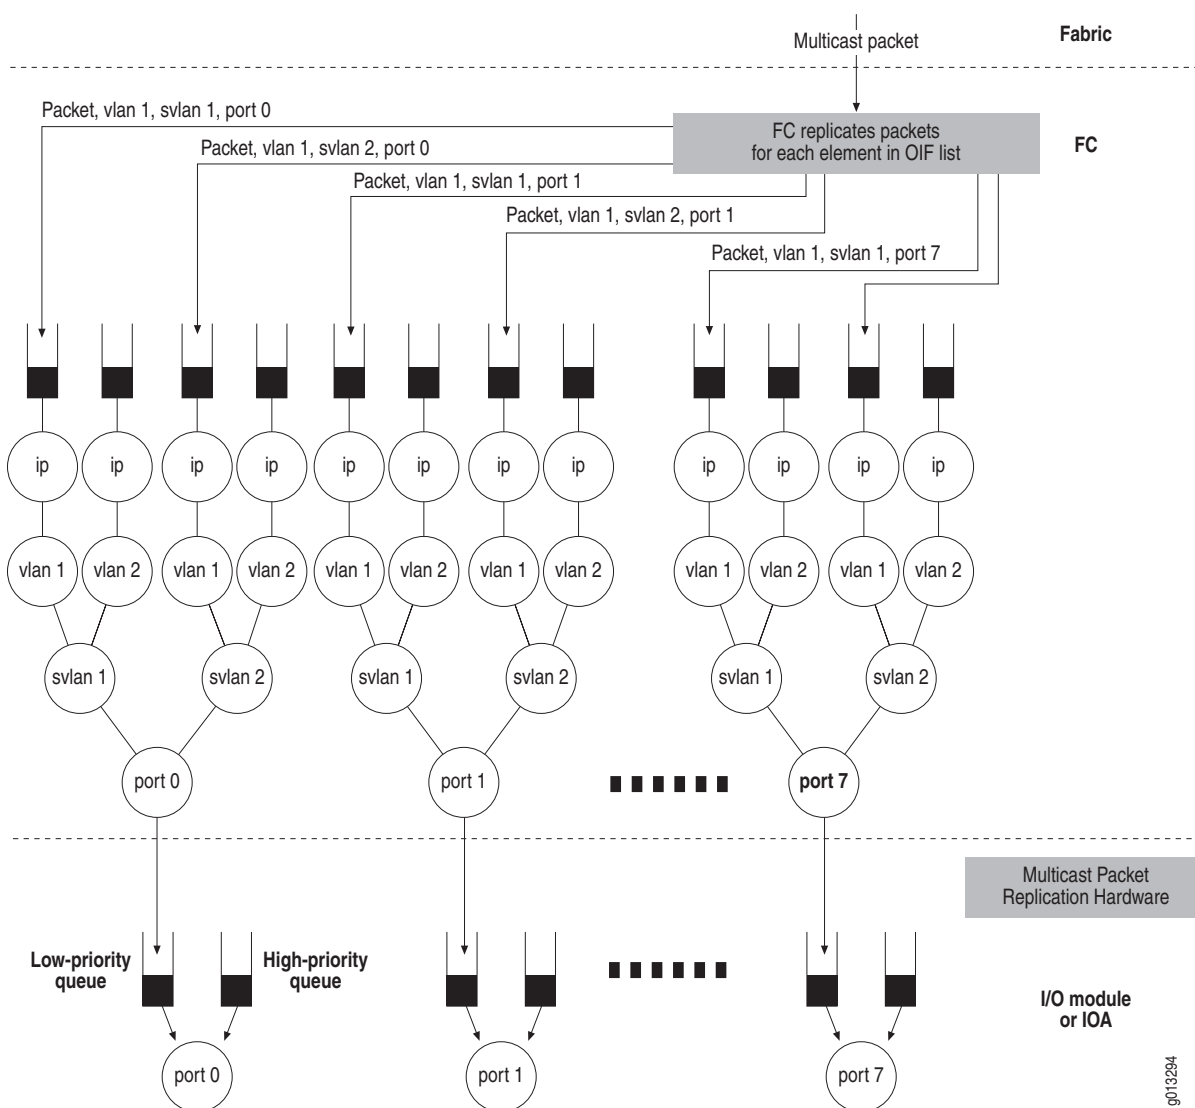 Multicast packet
Fabric
Packet, vlan 1, svlan 1, port 0
FC replicates packets
for each element in OIF list
FC
Packet, vlan 1, svlan 2, port 0
Packet, vlan 1, svlan 1, port 1
Packet, vlan 1, svlan 2, port 1
Packet, vlan 1, svlan 1, port 7
ip ip ip ip ip ip ip ip ip ip ip ip
vlan 1 vlan 2 vlan 1 vlan 2 vlan 1 vlan 2 vlan 1 vlan 2 vlan 1 vlan 2 vlan 1 vlan 2
svlan 1 svlan 2 svlan 1 svlan 2 svlan 1 svlan 2
port 0 port 1 port 7
Multicast Packet
Replication Hardware
Low-priority
queue
High-priority
queue
I/O module
or IOA
port 0 port 1 port 7
g013294